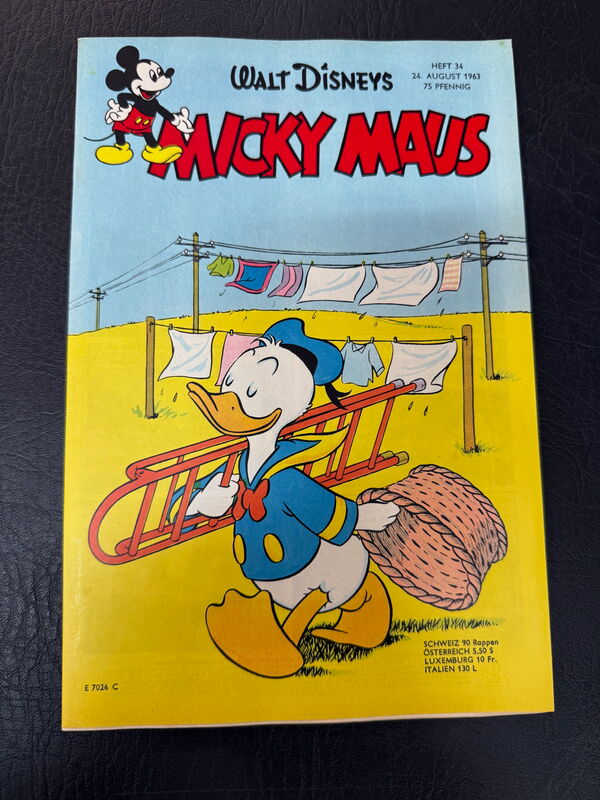 WALT DISNEYS
HEFT 34
24. AUGUST 1963
75 PFENNIG
MICKY MAUS
SCHWEIZ 90 Rappen
ÖSTERREICH 5,50 S
LUXEMBURG 10 Fr.
ITALIEN 130 L
E 7026 C